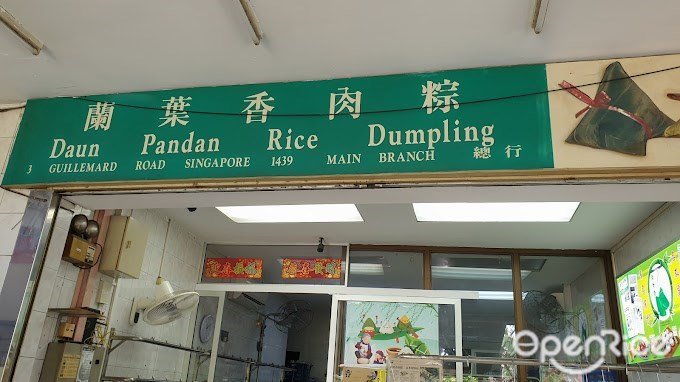 蘭葉香肉粽
Daun Pandan Rice Dumpling
3 GUILLEMARD ROAD SINGAPORE 1439 MAIN BRANCH 總行
OPENRICE